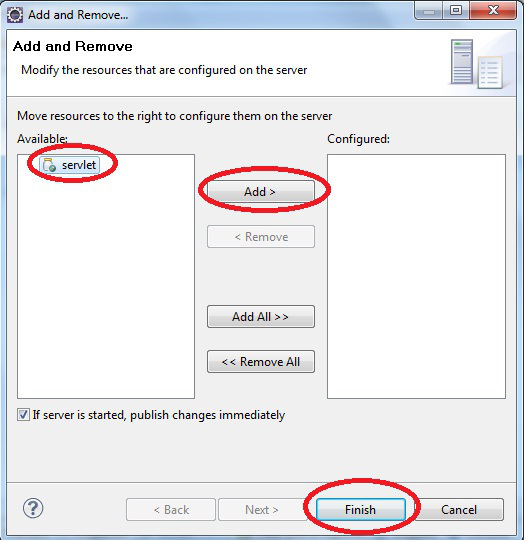 Add and Remove...
Add and Remove
Modify the resources that are configured on the server
Move resources to the right to configure them on the server
Available:
Configured:
servlet
Add >
< Remove
Add All >>
<< Remove All
If server is started, publish changes immediately
?
< Back
Next >
Finish
Cancel